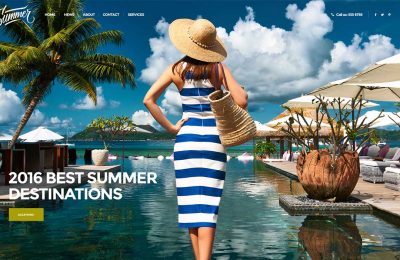 Summer
HOME NEWS ABOUT CONTACT SERVICES
2016 BEST SUMMER
DESTINATIONS